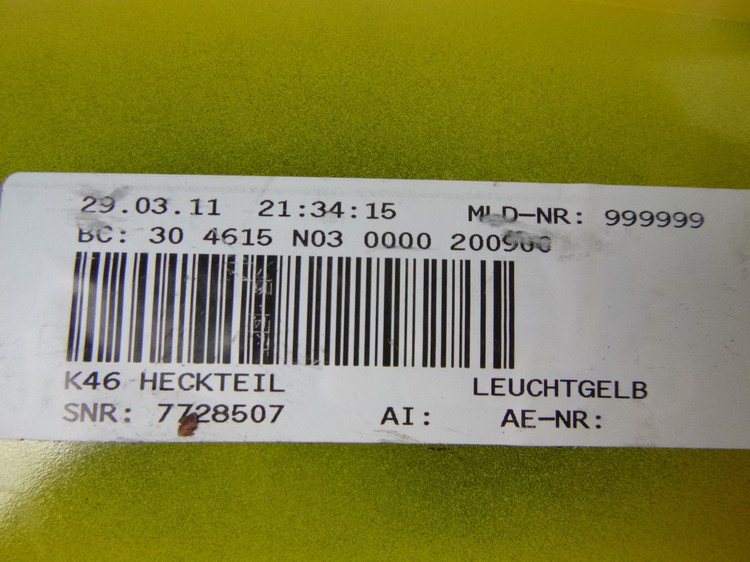 29.03.11 21:34:15 MLD-NR: 999999
BC: 30 4615 N03 0000 200900
K46 HECKTEIL LEUCHTGELB
SNR: 7728507 AI: AE-NR: